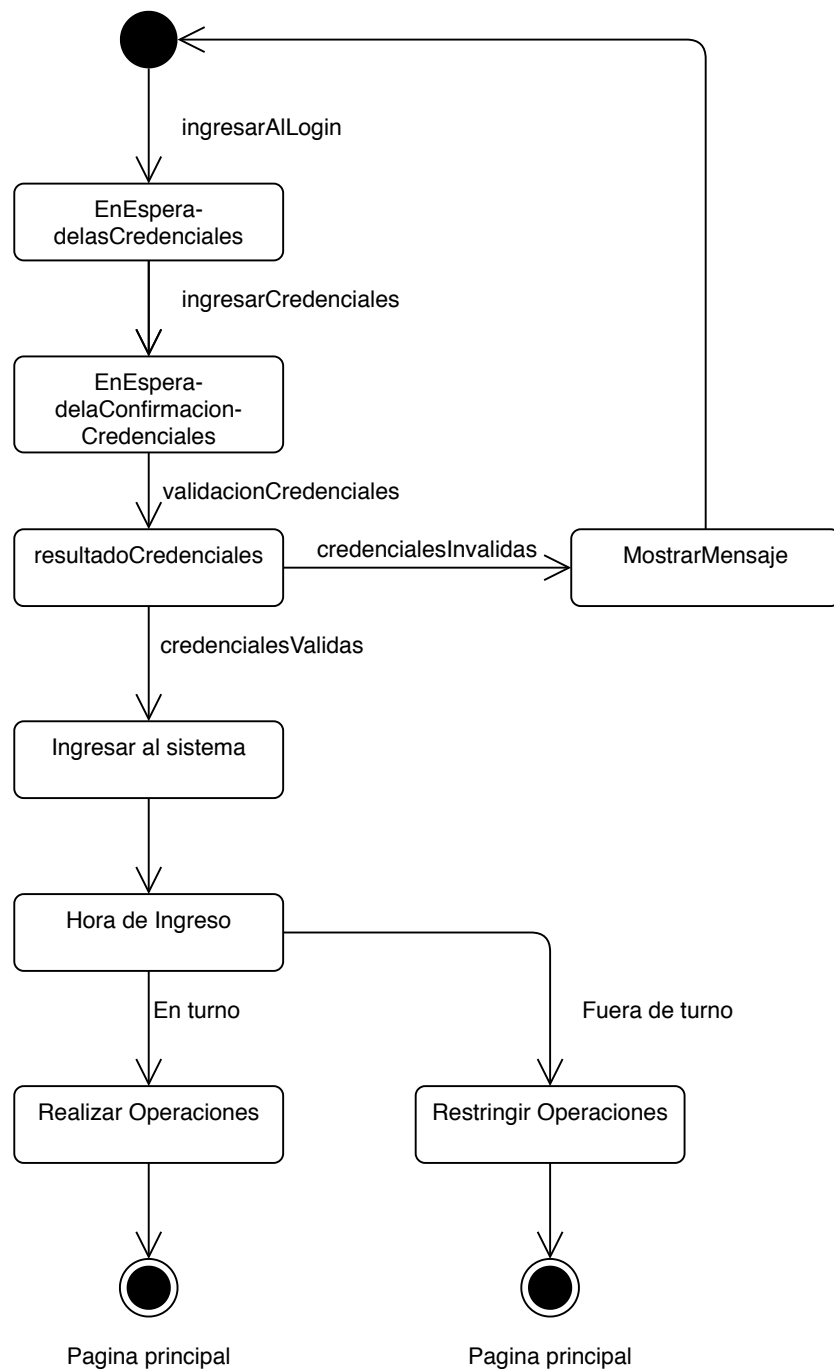 ingresarAlLogin
EnEspera-
delasCredenciales
ingresarCredenciales
EnEspera-
delaConfirmacion-
Credenciales
validacionCredenciales
resultadoCredenciales
credencialesInvalidas
MostrarMensaje
credencialesValidas
Ingresar al sistema
Hora de Ingreso
En turno
Fuera de turno
Realizar Operaciones
Restringir Operaciones
Pagina principal
Pagina principal